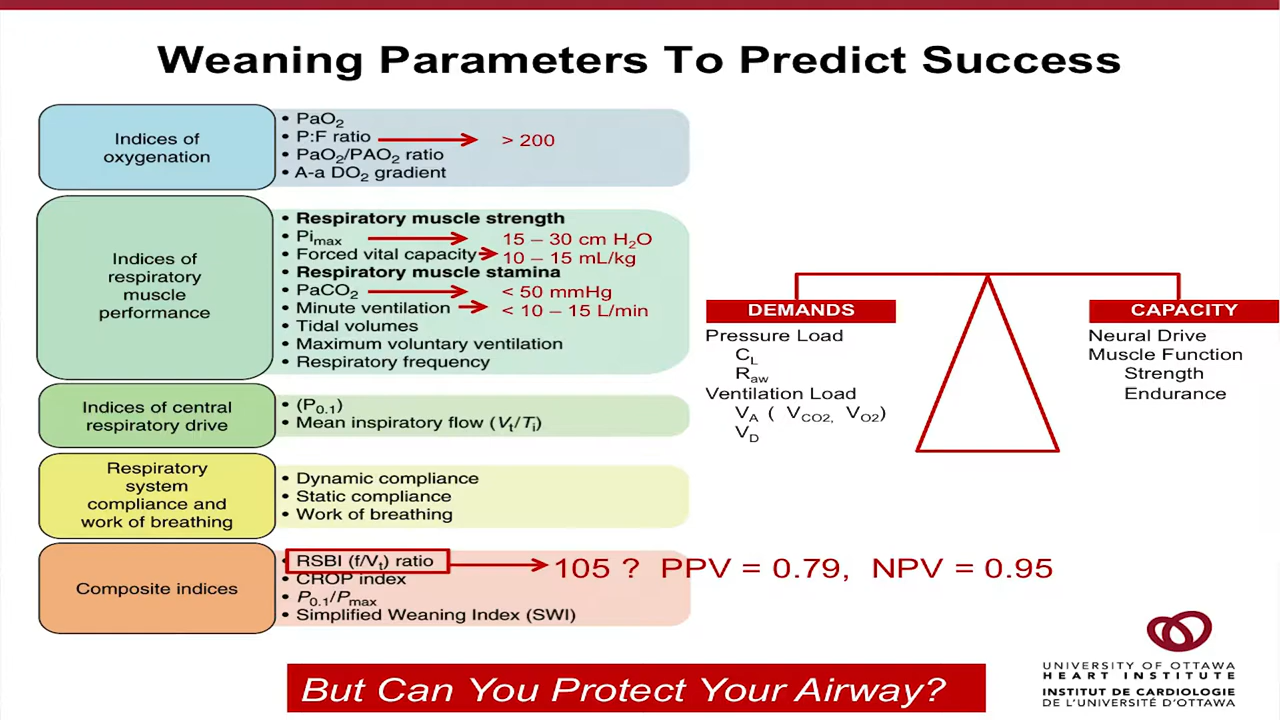 Weaning Parameters To Predict Success
Indices of
oxygenation
• PaO2
• P:F ratio
> 200
• PaO2/PAO2 ratio
• A-a DO2 gradient
Indices of
respiratory
muscle
performance
• Respiratory muscle strength
• Pimax
15 – 30 cm H2O
• Forced vital capacity
10 – 15 mL/kg
• Respiratory muscle stamina
• PaCO2
< 50 mmHg
• Minute ventilation
< 10 – 15 L/min
• Tidal volumes
• Maximum voluntary ventilation
• Respiratory frequency
Indices of central
respiratory drive
• (P0.1)
• Mean inspiratory flow (Vt/Ti)
Respiratory
system
compliance and
work of breathing
• Dynamic compliance
• Static compliance
• Work of breathing
Composite indices
• RSBI (f/Vt) ratio
105 ? PPV = 0.79, NPV = 0.95
• CROP index
• P0.1/Pmax
• Simplified Weaning Index (SWI)
DEMANDS
Pressure Load
CL
Raw
Ventilation Load
VA ( VCO2, VO2)
VD
CAPACITY
Neural Drive
Muscle Function
Strength
Endurance
But Can You Protect Your Airway?
UNIVERSITY OF OTTAWA
HEART INSTITUTE
INSTITUT DE CARDIOLOGIE
DE L'UNIVERSITÉ D'OTTAWA